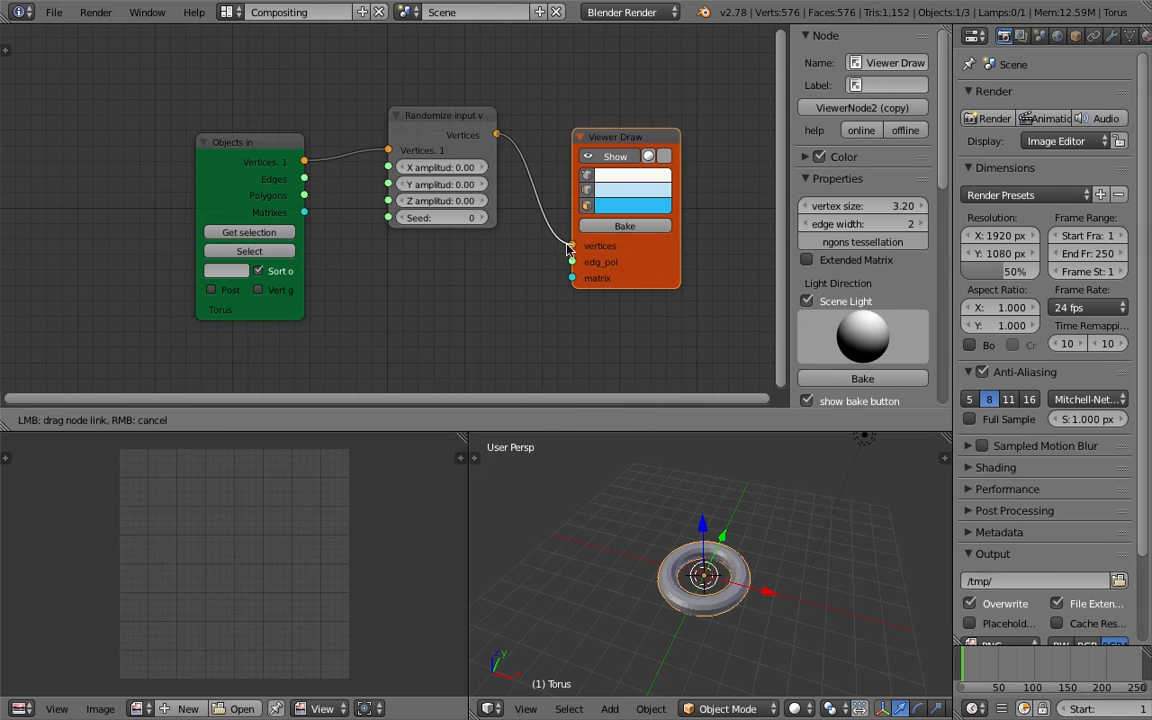 File
Render
Window
Help
Compositing
Scene
Blender Render
v2.78 | Verts:576 | Faces:576 | Tris:1,152 | Objects:1/3 | Lamps:0/1 | Mem:12.59M | Torus
Objects in
Vertices. 1
Edges
Polygons
Matrixes
Get selection
Select
Sort o
Post
Vert.g
Torus
Randomize input v
Vertices
Vertices. 1
X amplitud: 0.00
Y amplitud: 0.00
Z amplitud: 0.00
Seed: 0
Viewer Draw
Show
Bake
vertices
edg_pol
matrix
Node
Name: Viewer Draw
Label:
ViewerNode2 (copy)
help online offline
Color
Properties
vertex size: 3.20
edge width: 2
ngons tessellation
Extended Matrix
Light Direction
Scene Light
Bake
show bake button
Scene
Render
Render
Animatic
Audio
Display: Image Editor
Dimensions
Render Presets
Resolution:
X: 1920 px
Y: 1080 px
50%
Frame Range:
Start Fra: 1
End Fr: 250
Frame St: 1
Aspect Ratio:
X: 1.000
Y: 1.000
Frame Rate:
24 fps
Time Remappi...
Bo
Cr
10
10
Anti-Aliasing
5 8 11 16
Mitchell-Net...
Full Sample
S: 1.000 px
Sampled Motion Blur
Shading
Performance
Post Processing
Metadata
Output
/tmp/
Overwrite
File Exten...
Placehold...
Cache Res...
PNG
BW
RGB
RGBA
LMB: drag node link, RMB: cancel
User Persp
(1) Torus
z
y
x
View
Image
New
Open
View
View
Select
Add
Object
Object Mode
50 100 150 200 250
Start: 1